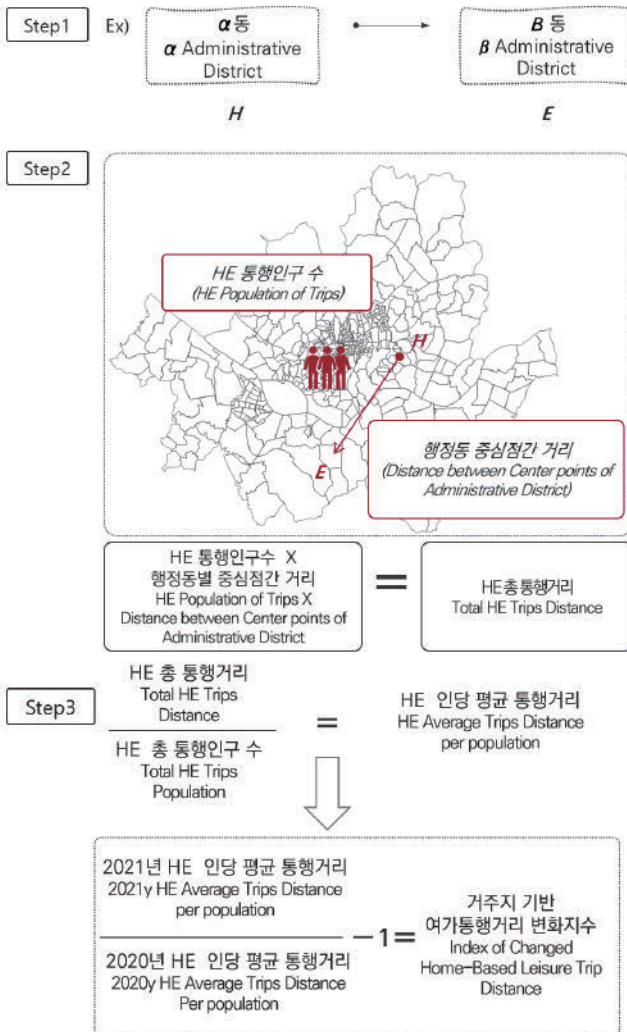 Step1
Ex)
α동
α Administrative
District
B 동
β Administrative
District
H
E
Step2
HE 통행인구 수
(HE Population of Trips)
H
E
행정동 중심점간 거리
(Distance between Center points of
Administrative District)
HE 통행인구수 X
행정동별 중심점간 거리
HE Population of Trips X
Distance between Center points of
Administrative District
=
HE총통행거리
Total HE Trips Distance
Step3
HE 총 통행거리
Total HE Trips
Distance
HE 총 통행인구 수
Total HE Trips
Population
=
HE 인당 평균 통행거리
HE Average Trips Distance
per population
2021년 HE 인당 평균 통행거리
2021y HE Average Trips Distance
per population
2020년 HE 인당 평균 통행거리
2020y HE Average Trips Distance
Per population
−1=
거주지 기반
여가통행거리 변화지수
Index of Changed
Home-Based Leisure Trip
Distance